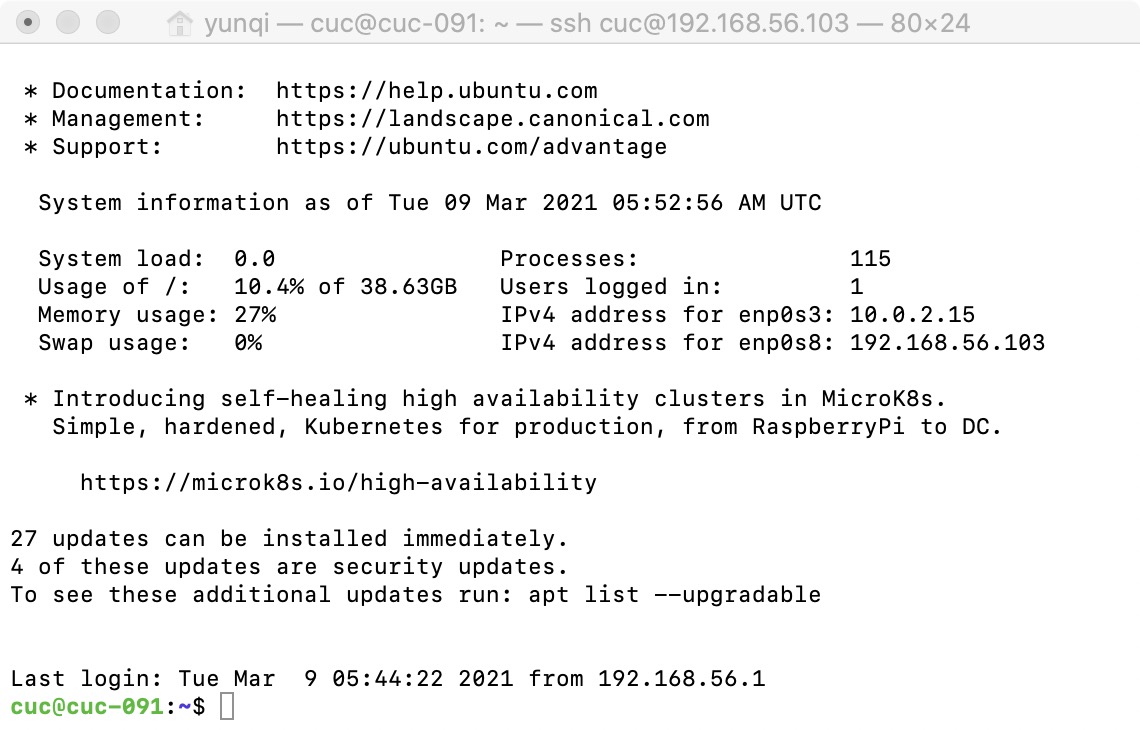 yunqi — cuc@cuc-091: ~ — ssh cuc@192.168.56.103 — 80×24
 * Documentation:  https://help.ubuntu.com
 * Management:     https://landscape.canonical.com
 * Support:        https://ubuntu.com/advantage
  System information as of Tue 09 Mar 2021 05:52:56 AM UTC
  System load:  0.0                Processes:               115
  Usage of /:   10.4% of 38.63GB   Users logged in:         1
  Memory usage: 27%                IPv4 address for enp0s3: 10.0.2.15
  Swap usage:   0%                 IPv4 address for enp0s8: 192.168.56.103
 * Introducing self-healing high availability clusters in MicroK8s.
   Simple, hardened, Kubernetes for production, from RaspberryPi to DC.
     https://microk8s.io/high-availability
27 updates can be installed immediately.
4 of these updates are security updates.
To see these additional updates run: apt list --upgradable
Last login: Tue Mar  9 05:44:22 2021 from 192.168.56.1
cuc@cuc-091:~$